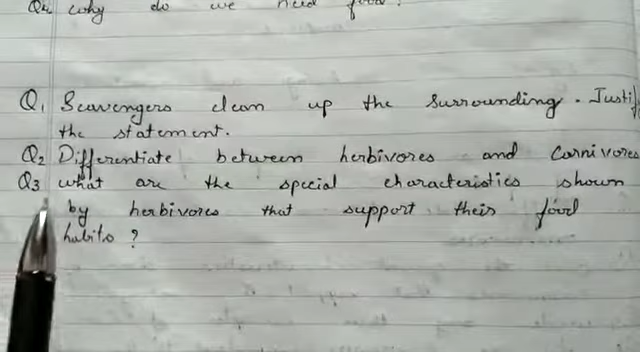 Q4 why do we need food?
Q1 Scavengers clean up the surrounding. Justify
the statement.
Q2 Differentiate between herbivores and Carnivores
Q3 what are the special characteristics shown
by herbivores that support their food
habits?